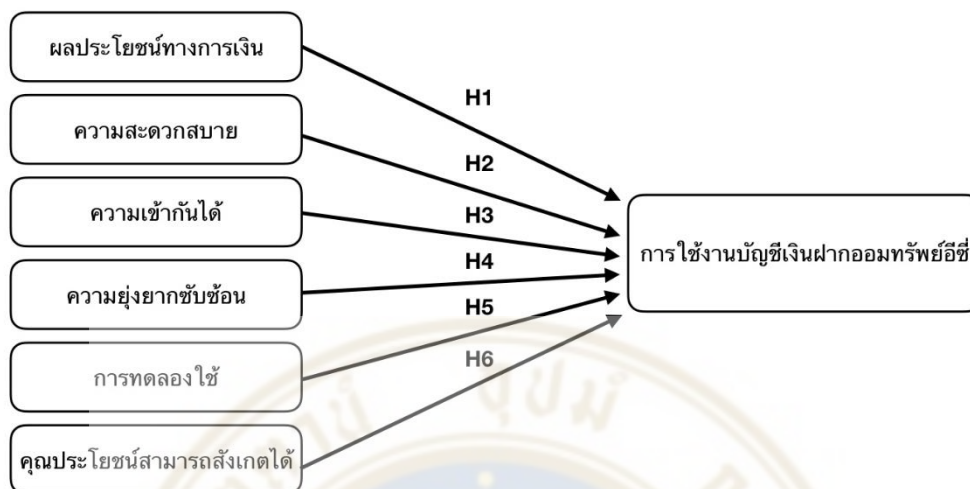 ผลประโยชน์ทางการเงิน
H1
ความสะดวกสบาย
H2
ความเข้ากันได้
H3
การใช้งานบัญชีเงินฝากออมทรัพย์อีซี่
ความยุ่งยากซับซ้อน
H4
H5
การทดลองใช้
H6
คุณประโยชน์สามารถสังเกตได้